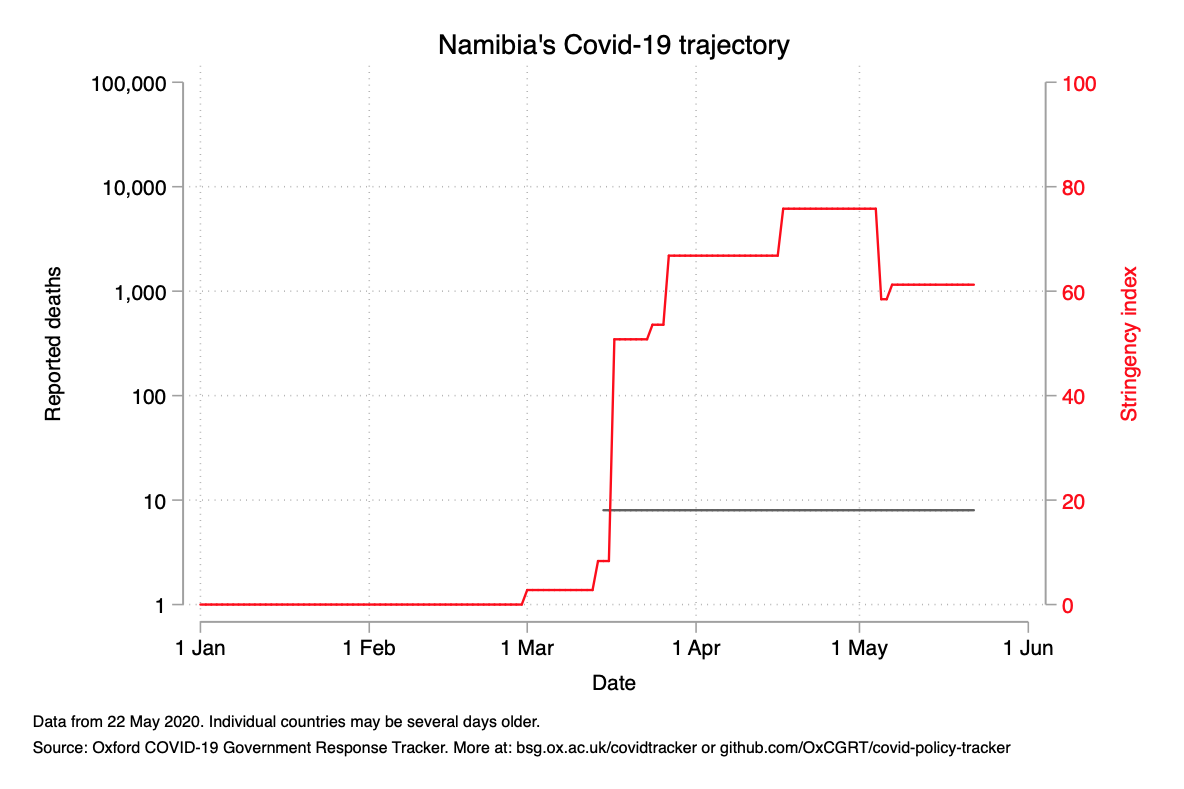 Namibia's Covid-19 trajectory
100,000
10,000
1,000
100
10
1
Reported deaths
100
80
60
40
20
0
Stringency index
1 Jan
1 Feb
1 Mar
1 Apr
1 May
1 Jun
Date
Data from 22 May 2020. Individual countries may be several days older.
Source: Oxford COVID-19 Government Response Tracker. More at: bsg.ox.ac.uk/covidtracker or github.com/OxCGRT/covid-policy-tracker